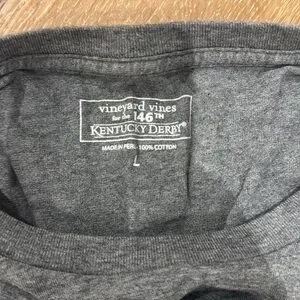 vineyard vines
for the 146TH
KENTUCKY DERBY®
MADE IN PERU 100% COTTON
L